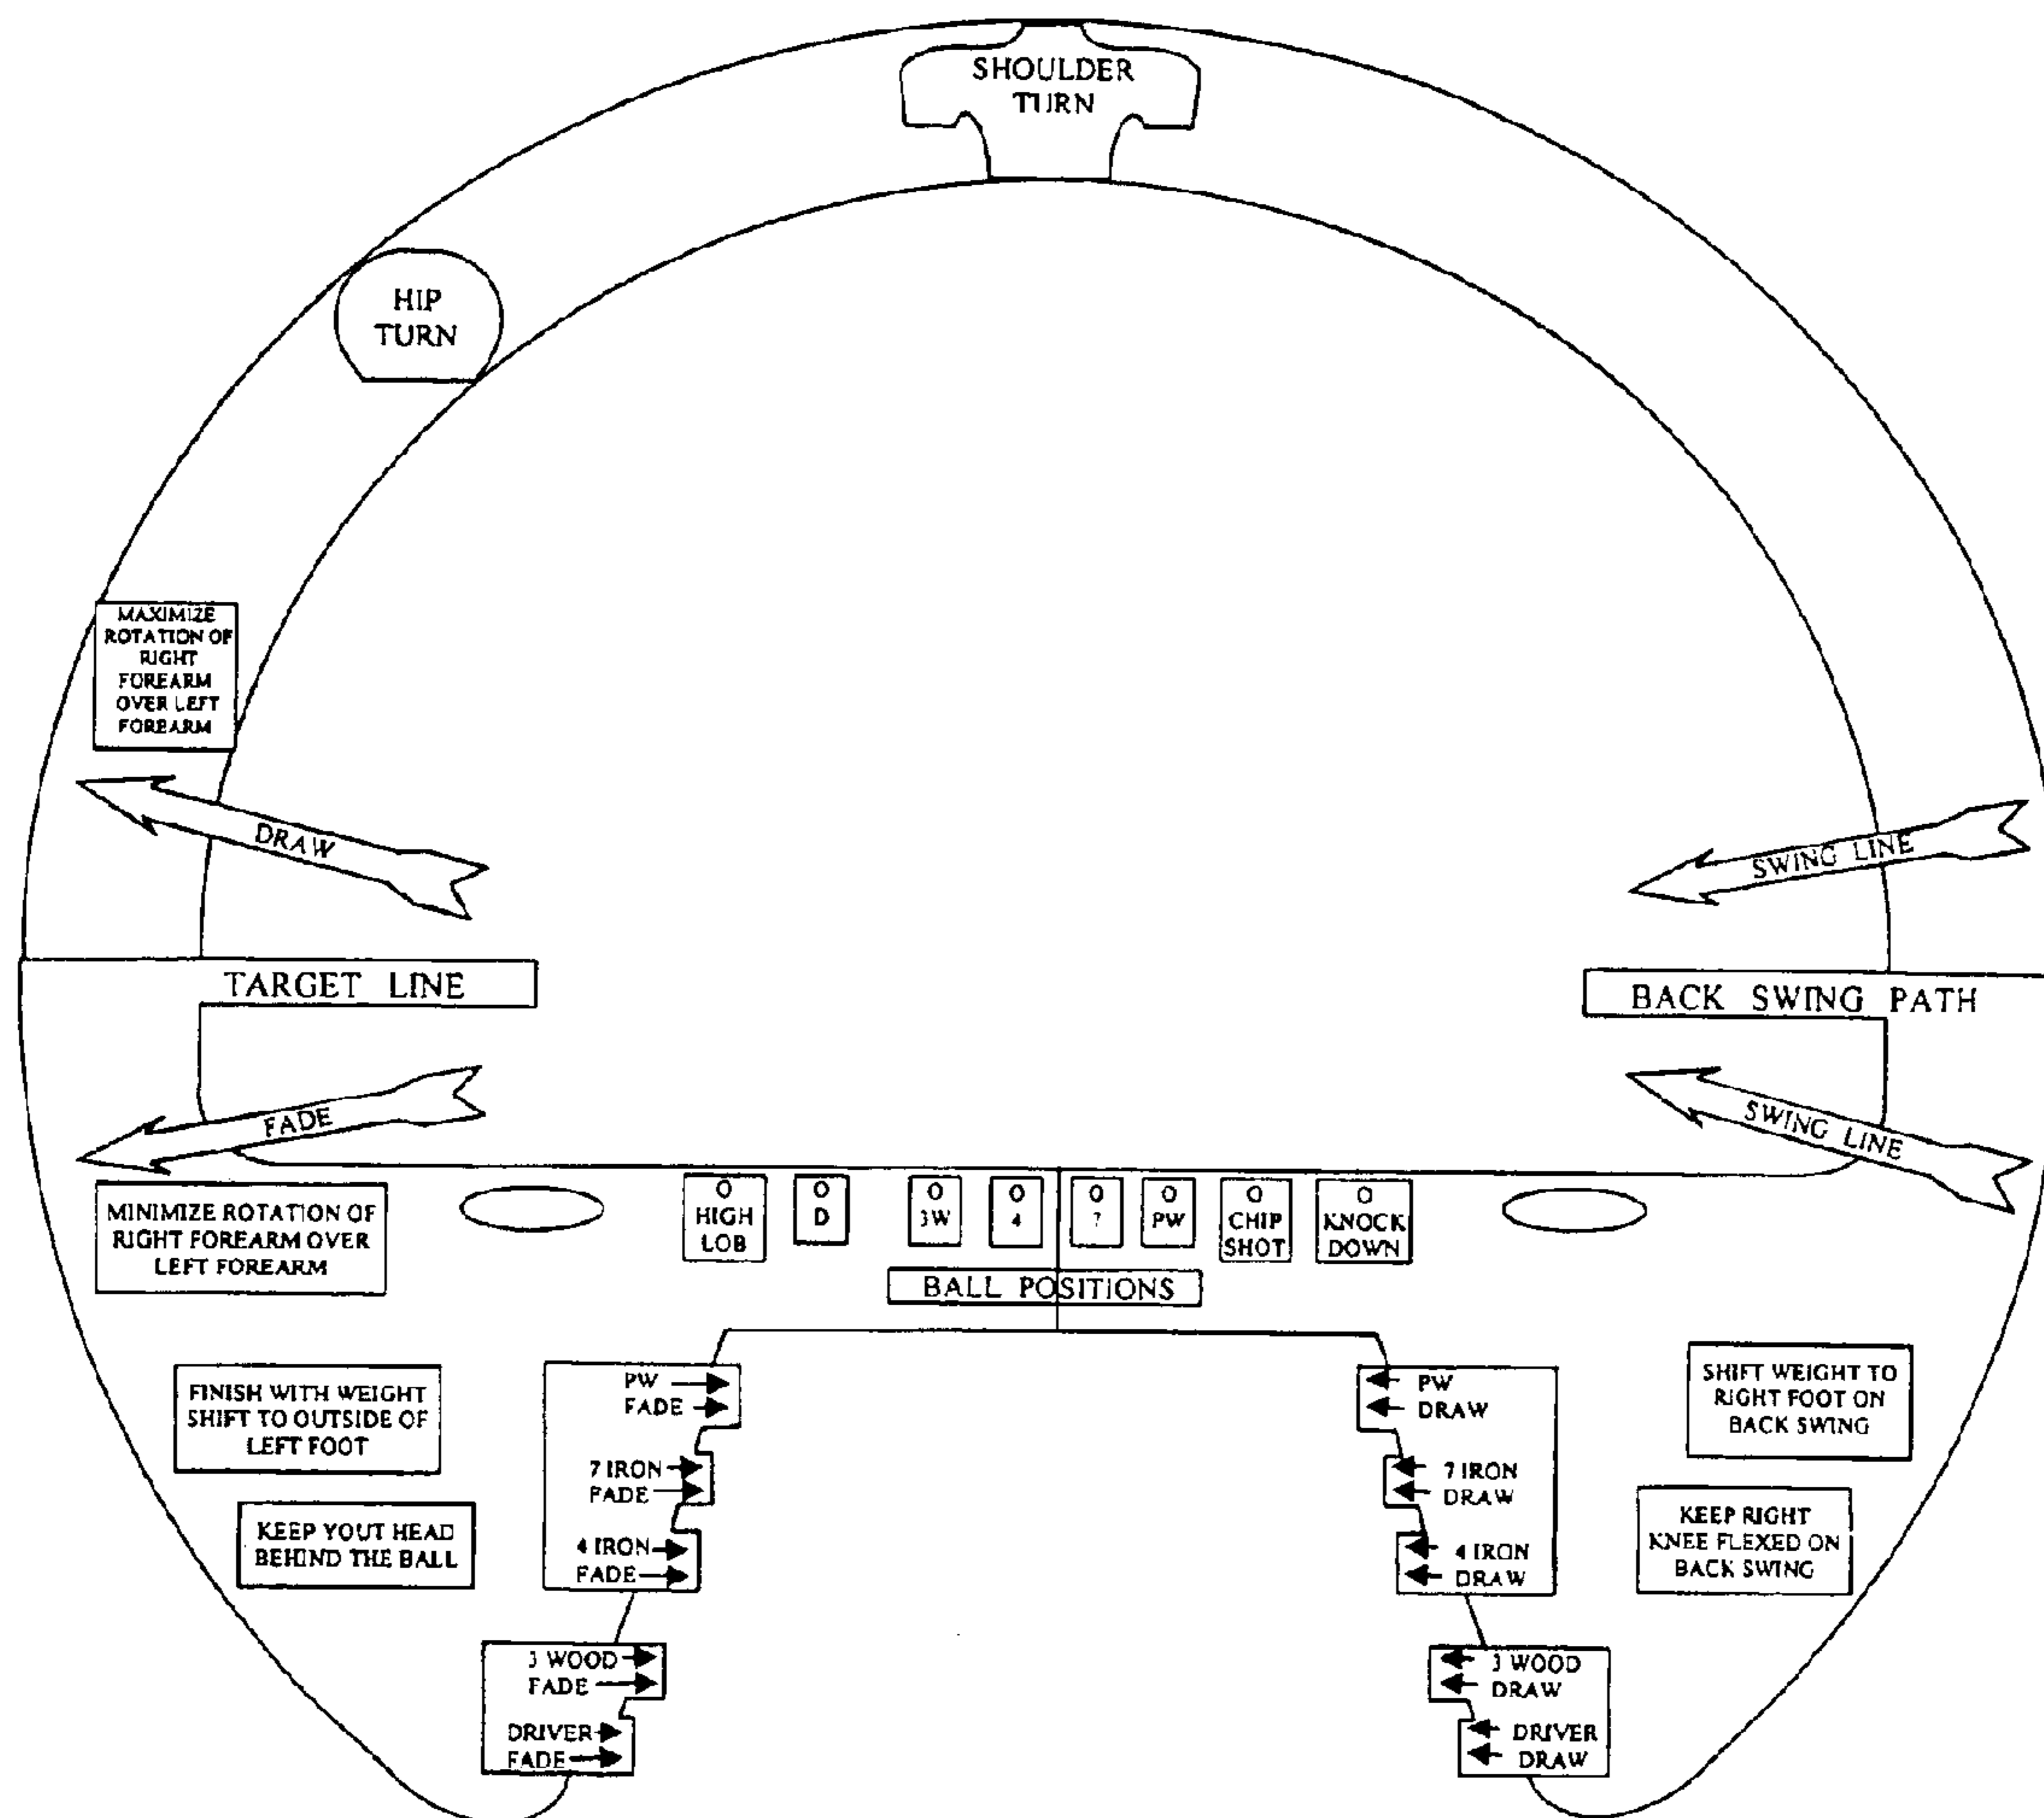 SHOULDER
TURN
HIP
TURN
MAXIMIZE
ROTATION OF
RIGHT
FOREARM
OVER LEFT
FOREARM
DRAW
SWING LINE
TARGET LINE
BACK SWING PATH
FADE
SWING LINE
O
HIGH
LOB
O
D
O
3W
O
4
O
7
O
PW
O
CHIP
SHOT
O
KNOCK
DOWN
BALL POSITIONS
MINIMIZE ROTATION OF
RIGHT FOREARM OVER
LEFT FOREARM
FINISH WITH WEIGHT
SHIFT TO OUTSIDE OF
LEFT FOOT
KEEP YOUT HEAD
BEHIND THE BALL
PW
FADE
7 IRON
FADE
4 IRON
FADE
3 WOOD
FADE
DRIVER
FADE
PW
DRAW
7 IRON
DRAW
4 IRON
DRAW
3 WOOD
DRAW
DRIVER
DRAW
SHIFT WEIGHT TO
RIGHT FOOT ON
BACK SWING
KEEP RIGHT
KNEE FLEXED ON
BACK SWING